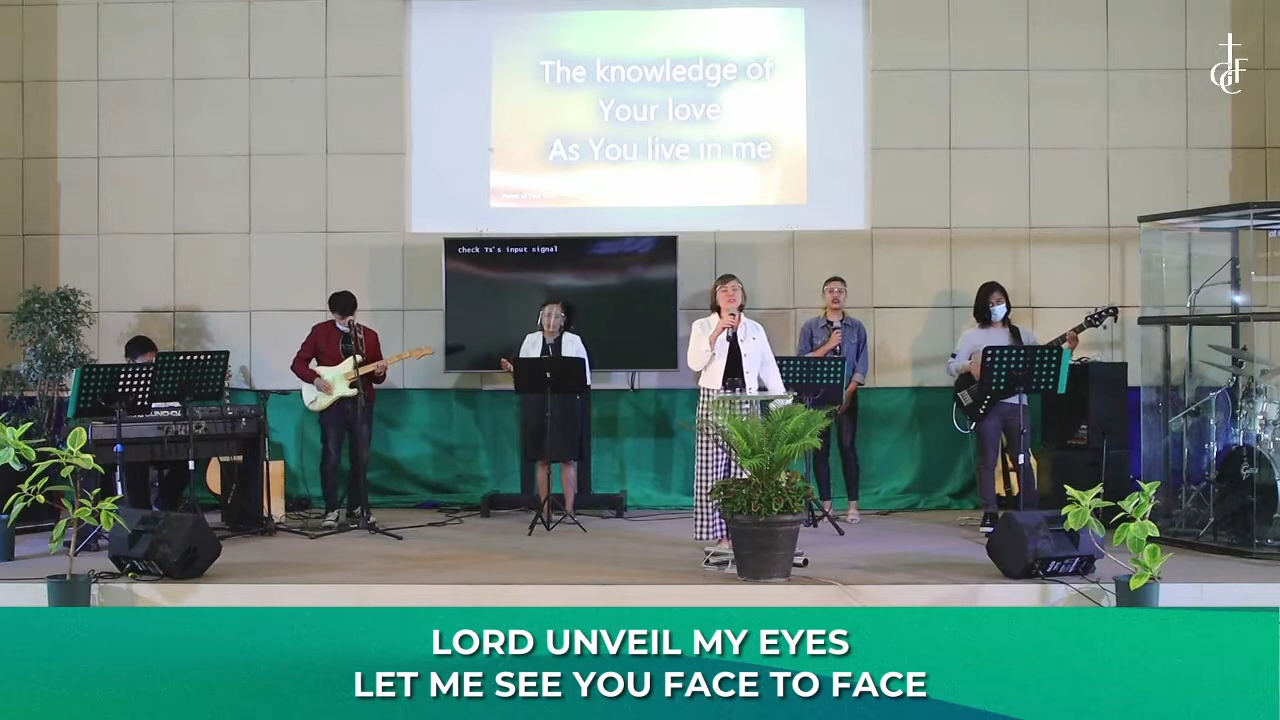 The knowledge of
Your love
As You live in me
Check Tx's input signal
LORD UNVEIL MY EYES
LET ME SEE YOU FACE TO FACE